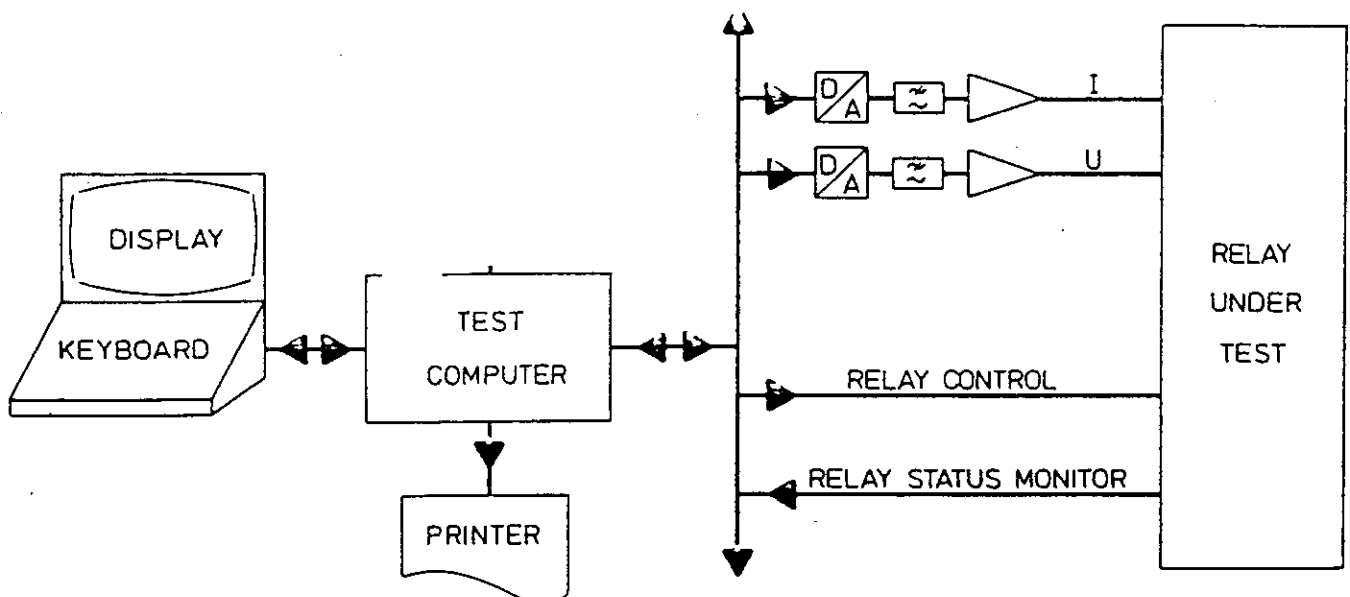 D/A
I
D/A
U
DISPLAY
KEYBOARD
TEST
COMPUTER
PRINTER
RELAY CONTROL
RELAY STATUS MONITOR
RELAY
UNDER
TEST